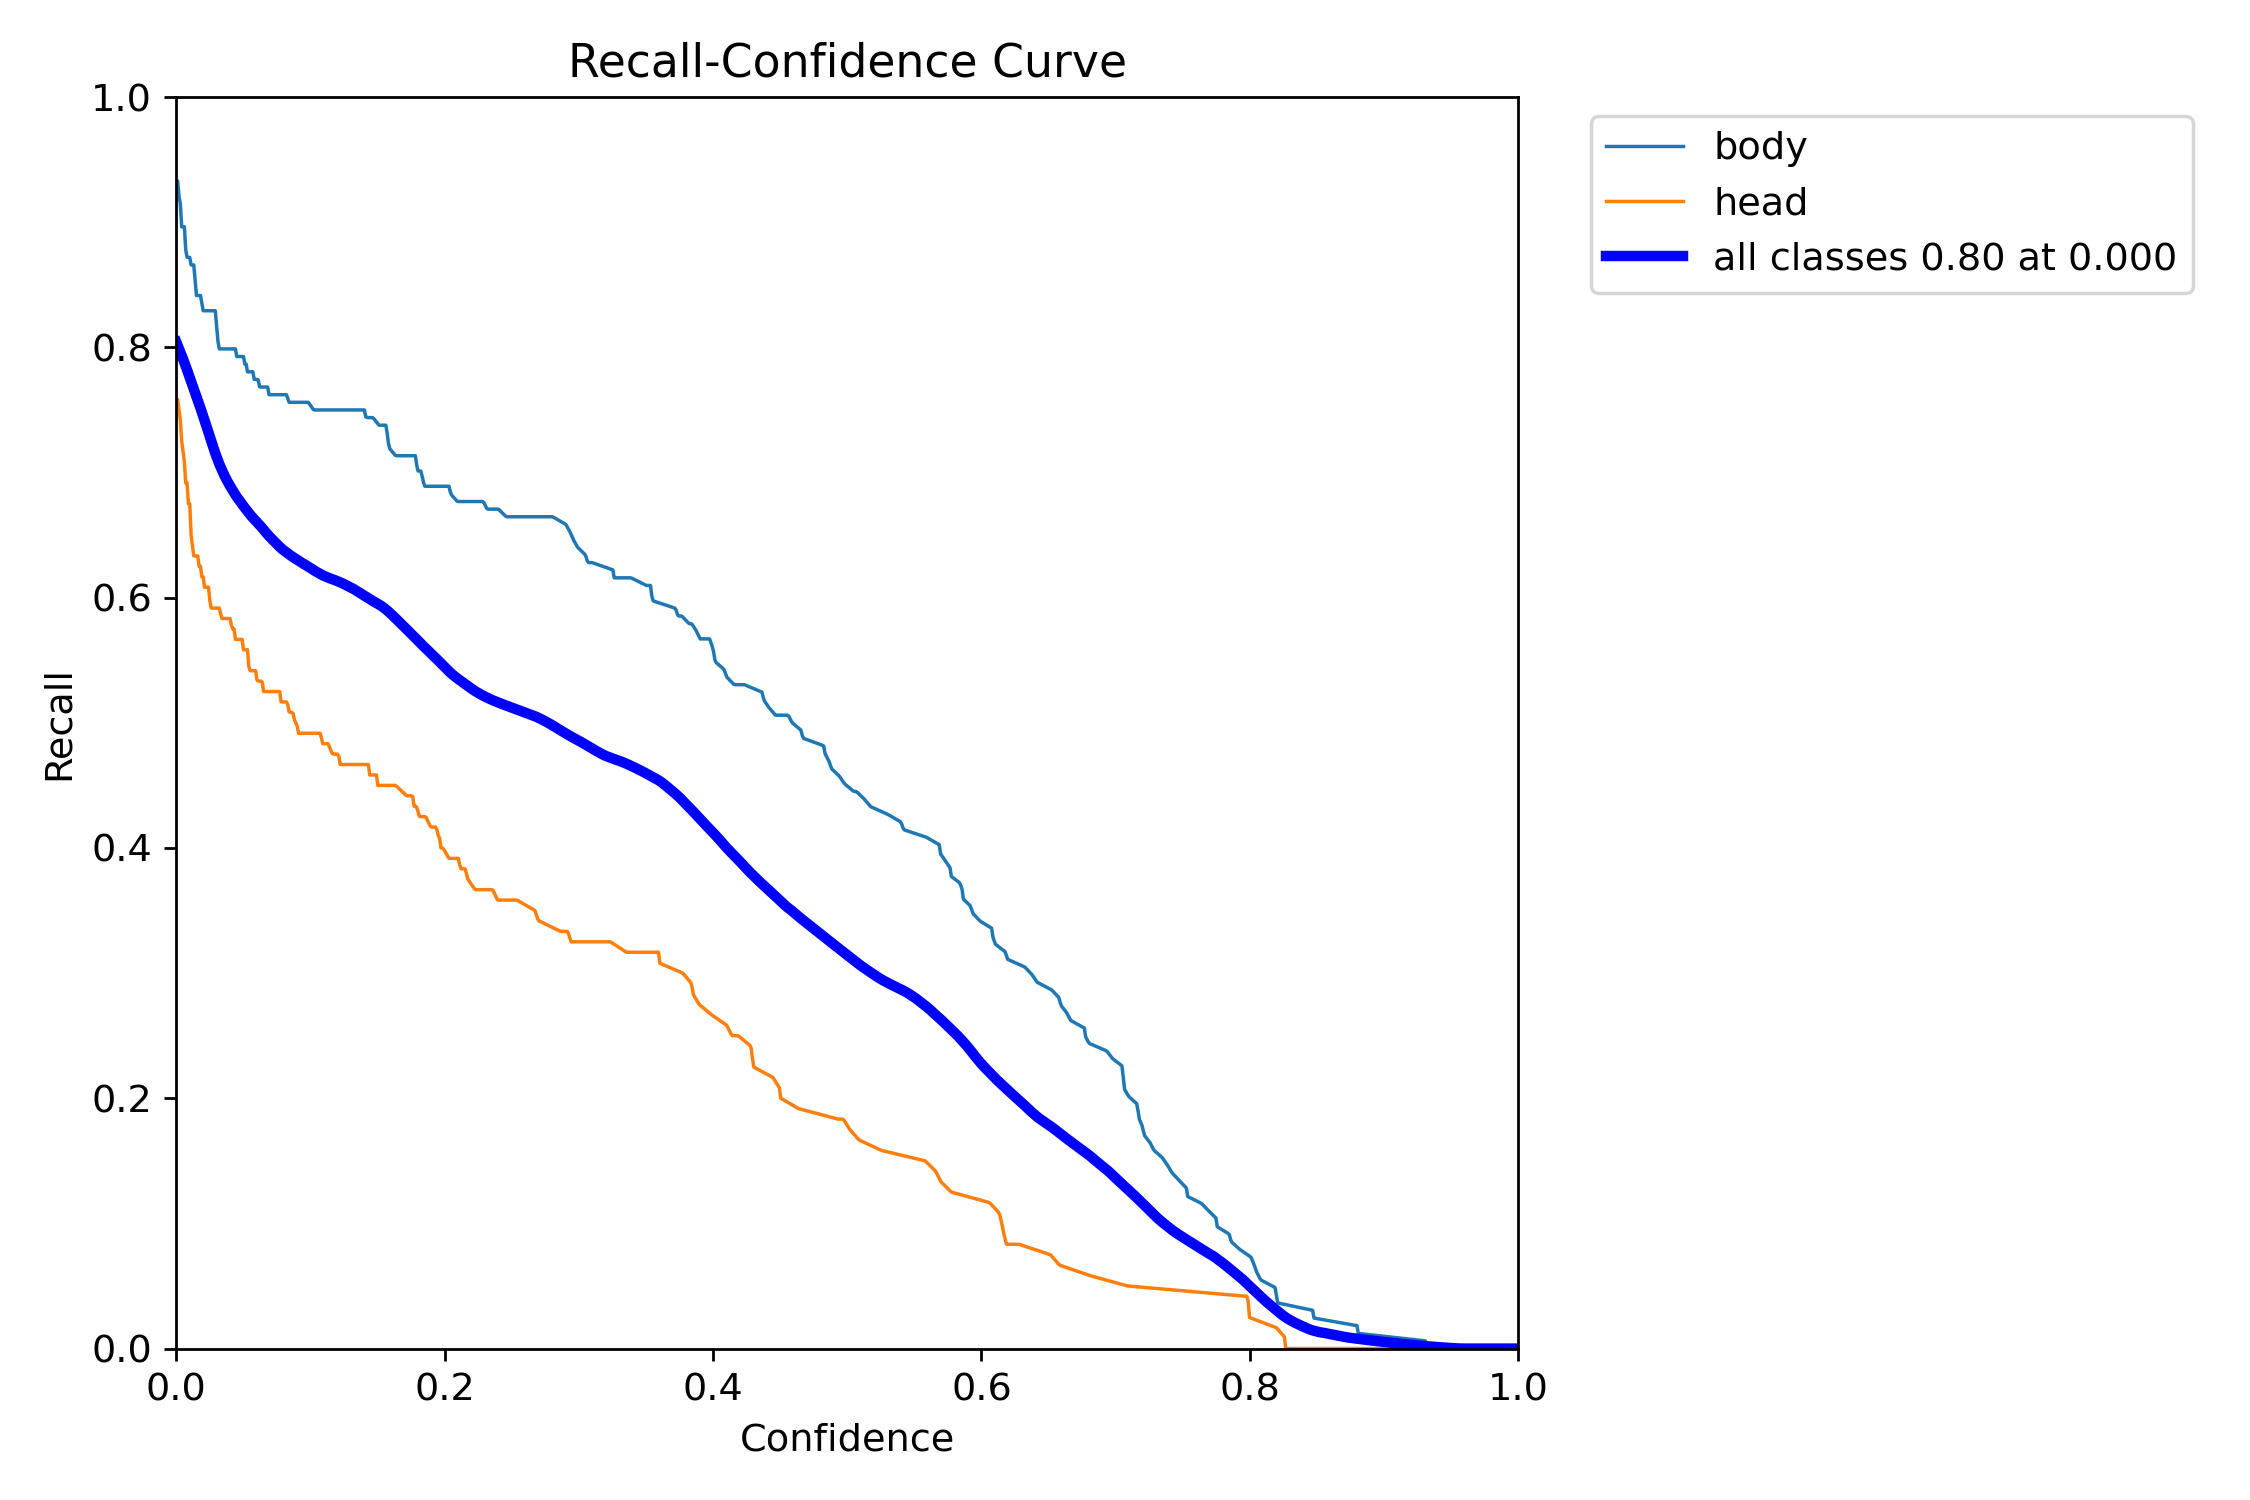 Recall-Confidence Curve
1.0
0.8
0.6
0.4
0.2
0.0
Recall
0.0 0.2 0.4 0.6 0.8 1.0
Confidence
body
head
all classes 0.80 at 0.000